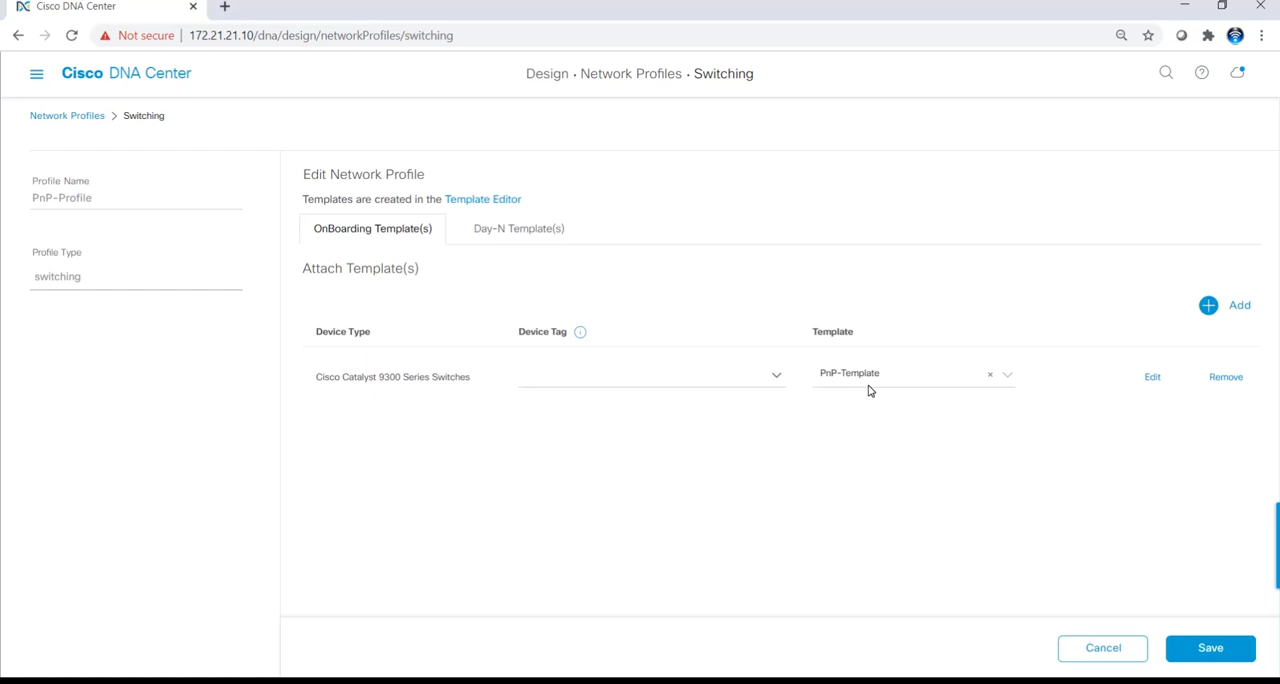 Cisco DNA Center
Not secure | 172.21.21.10/dna/design/networkProfiles/switching
Cisco DNA Center
Design • Network Profiles • Switching
Network Profiles > Switching
Profile Name
PnP-Profile
Profile Type
switching
Edit Network Profile
Templates are created in the Template Editor
OnBoarding Template(s) Day-N Template(s)
Attach Template(s)
Add
Device Type Device Tag Template
Cisco Catalyst 9300 Series Switches PnP-Template × Edit Remove
Cancel Save